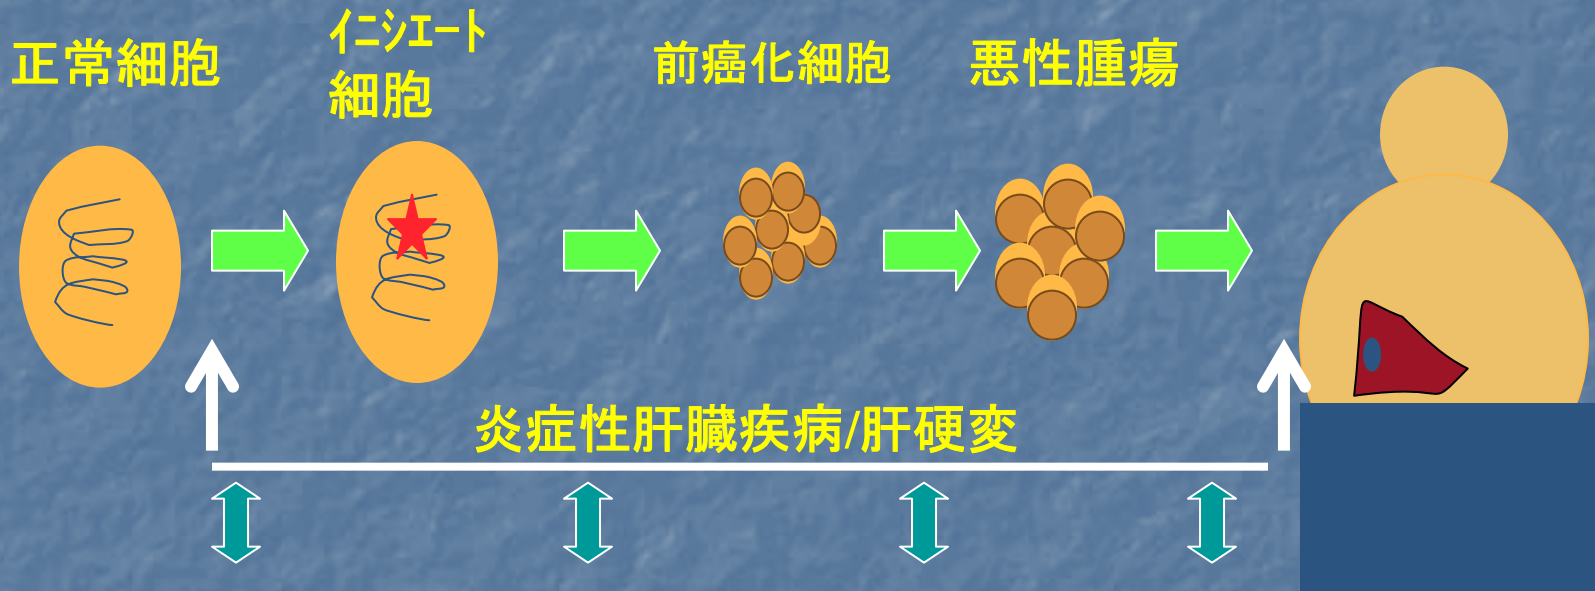 正常細胞
ｲﾆｼｴｰﾄ
細胞
前癌化細胞
悪性腫瘍
炎症性肝臓疾病/肝硬変